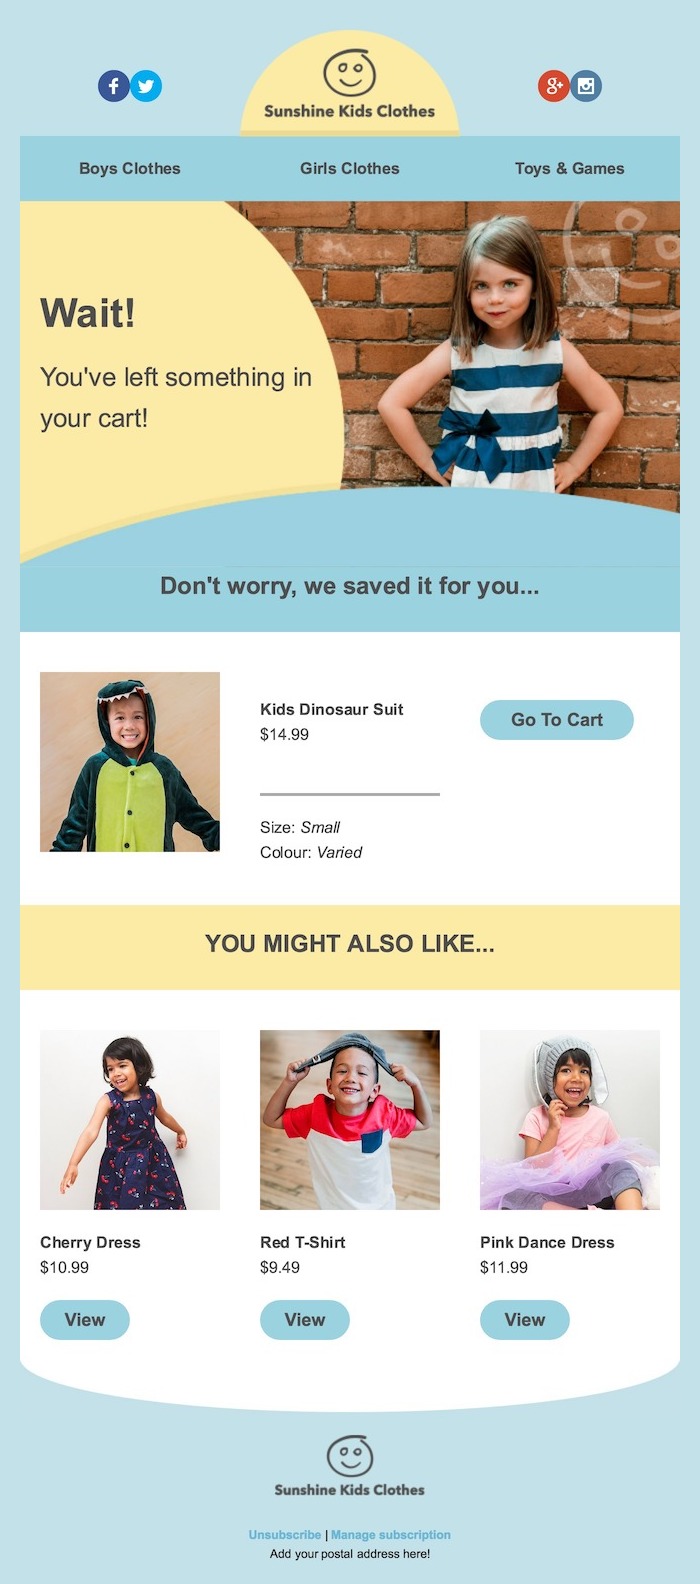 Sunshine Kids Clothes
Boys Clothes
Girls Clothes
Toys & Games
Wait!
You've left something in
your cart!
Don't worry, we saved it for you...
Kids Dinosaur Suit
$14.99
Go To Cart
Size: Small
Colour: Varied
YOU MIGHT ALSO LIKE...
Cherry Dress
$10.99
View
Red T-Shirt
$9.49
View
Pink Dance Dress
$11.99
View
Sunshine Kids Clothes
Unsubscribe | Manage subscription
Add your postal address here!